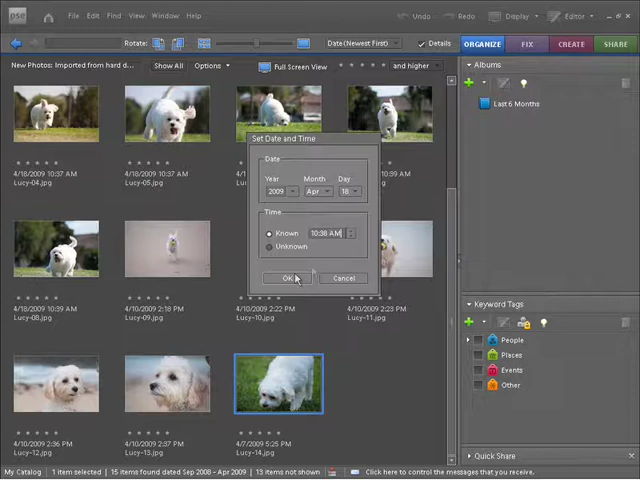 pse File Edit Find View Window Help Undo Redo Display Editor
Rotate: Date(Newest First) Details ORGANIZE FIX CREATE SHARE
New Photos: Imported from hard d... Show All Options Full Screen View and higher
Albums
Last 6 Months
Set Date and Time
Date
Year Month Day
2009 Apr 18
Time
Known 10:38 AM
Unknown
OK Cancel
4/18/2009 10:37 AM
Lucy-04.jpg
4/18/2009 10:37 AM
Lucy-05.jpg
4/18/2009 10:39 AM
Lucy-08.jpg
4/10/2009 2:18 PM
Lucy-09.jpg
4/10/2009 2:22 PM
Lucy-10.jpg
4/10/2009 2:23 PM
Lucy-11.jpg
4/10/2009 2:36 PM
Lucy-12.jpg
4/10/2009 2:37 PM
Lucy-13.jpg
4/7/2009 5:25 PM
Lucy-14.jpg
Keyword Tags
People
Places
Events
Other
Quick Share
My Catalog 1 item selected 15 items found dated Sep 2008 - Apr 2009 13 items not shown Click here to control the messages that you receive.